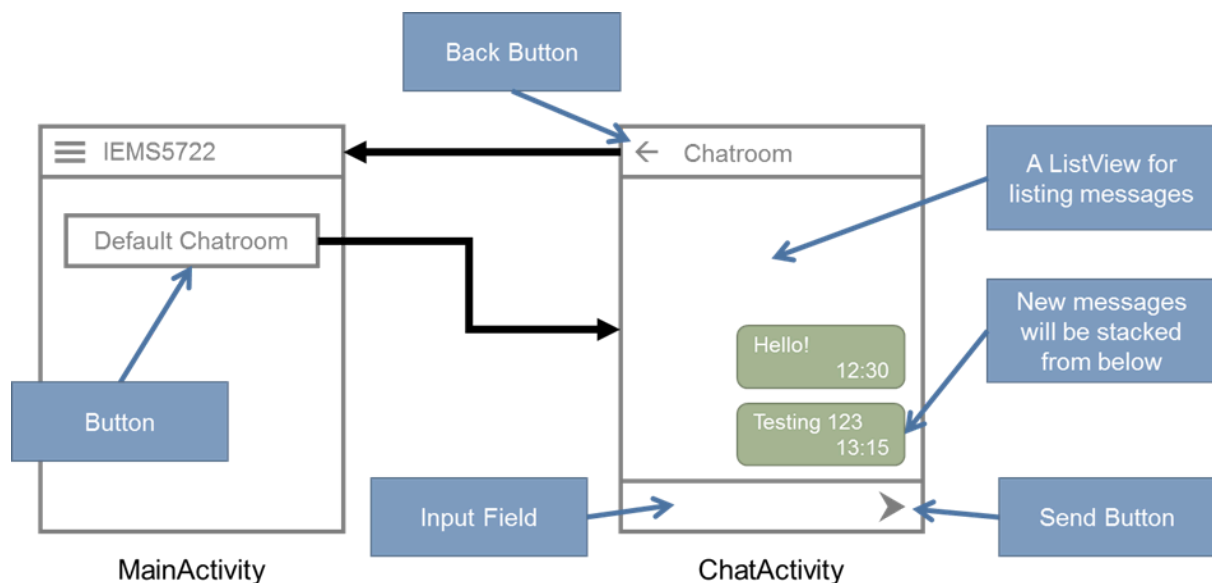 Back Button
IEMS5722
Chatroom
A ListView for
listing messages
Default Chatroom
New messages
will be stacked
from below
Hello!
12:30
Testing 123
13:15
Button
Input Field
Send Button
MainActivity
ChatActivity